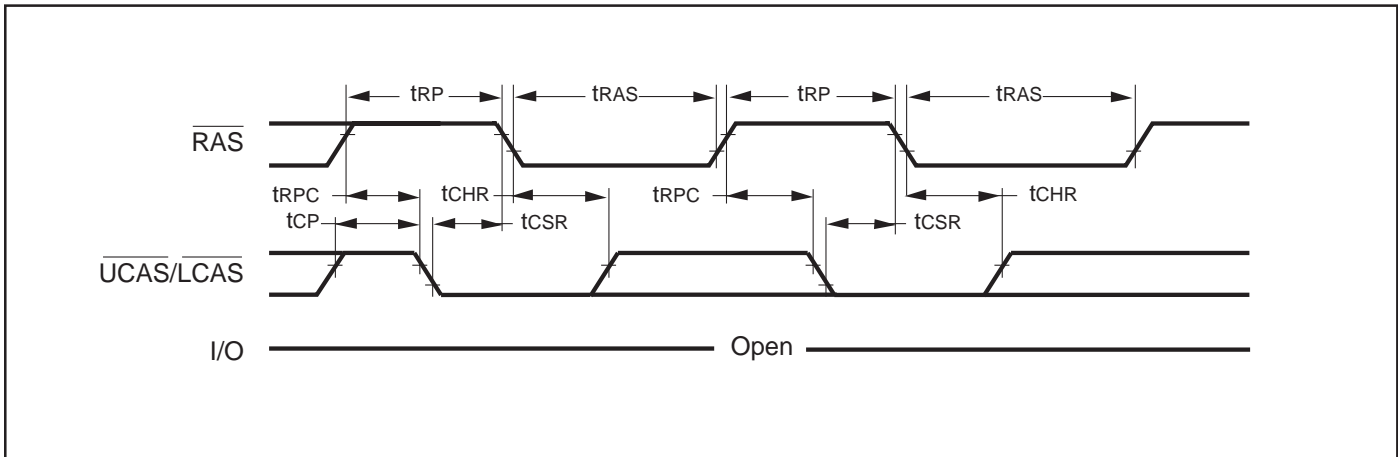 tRP tRAS tRP tRAS
RAS
tRPC tCHR tRPC tCHR
tCP tCSR tCSR
UCAS/LCAS
I/O Open